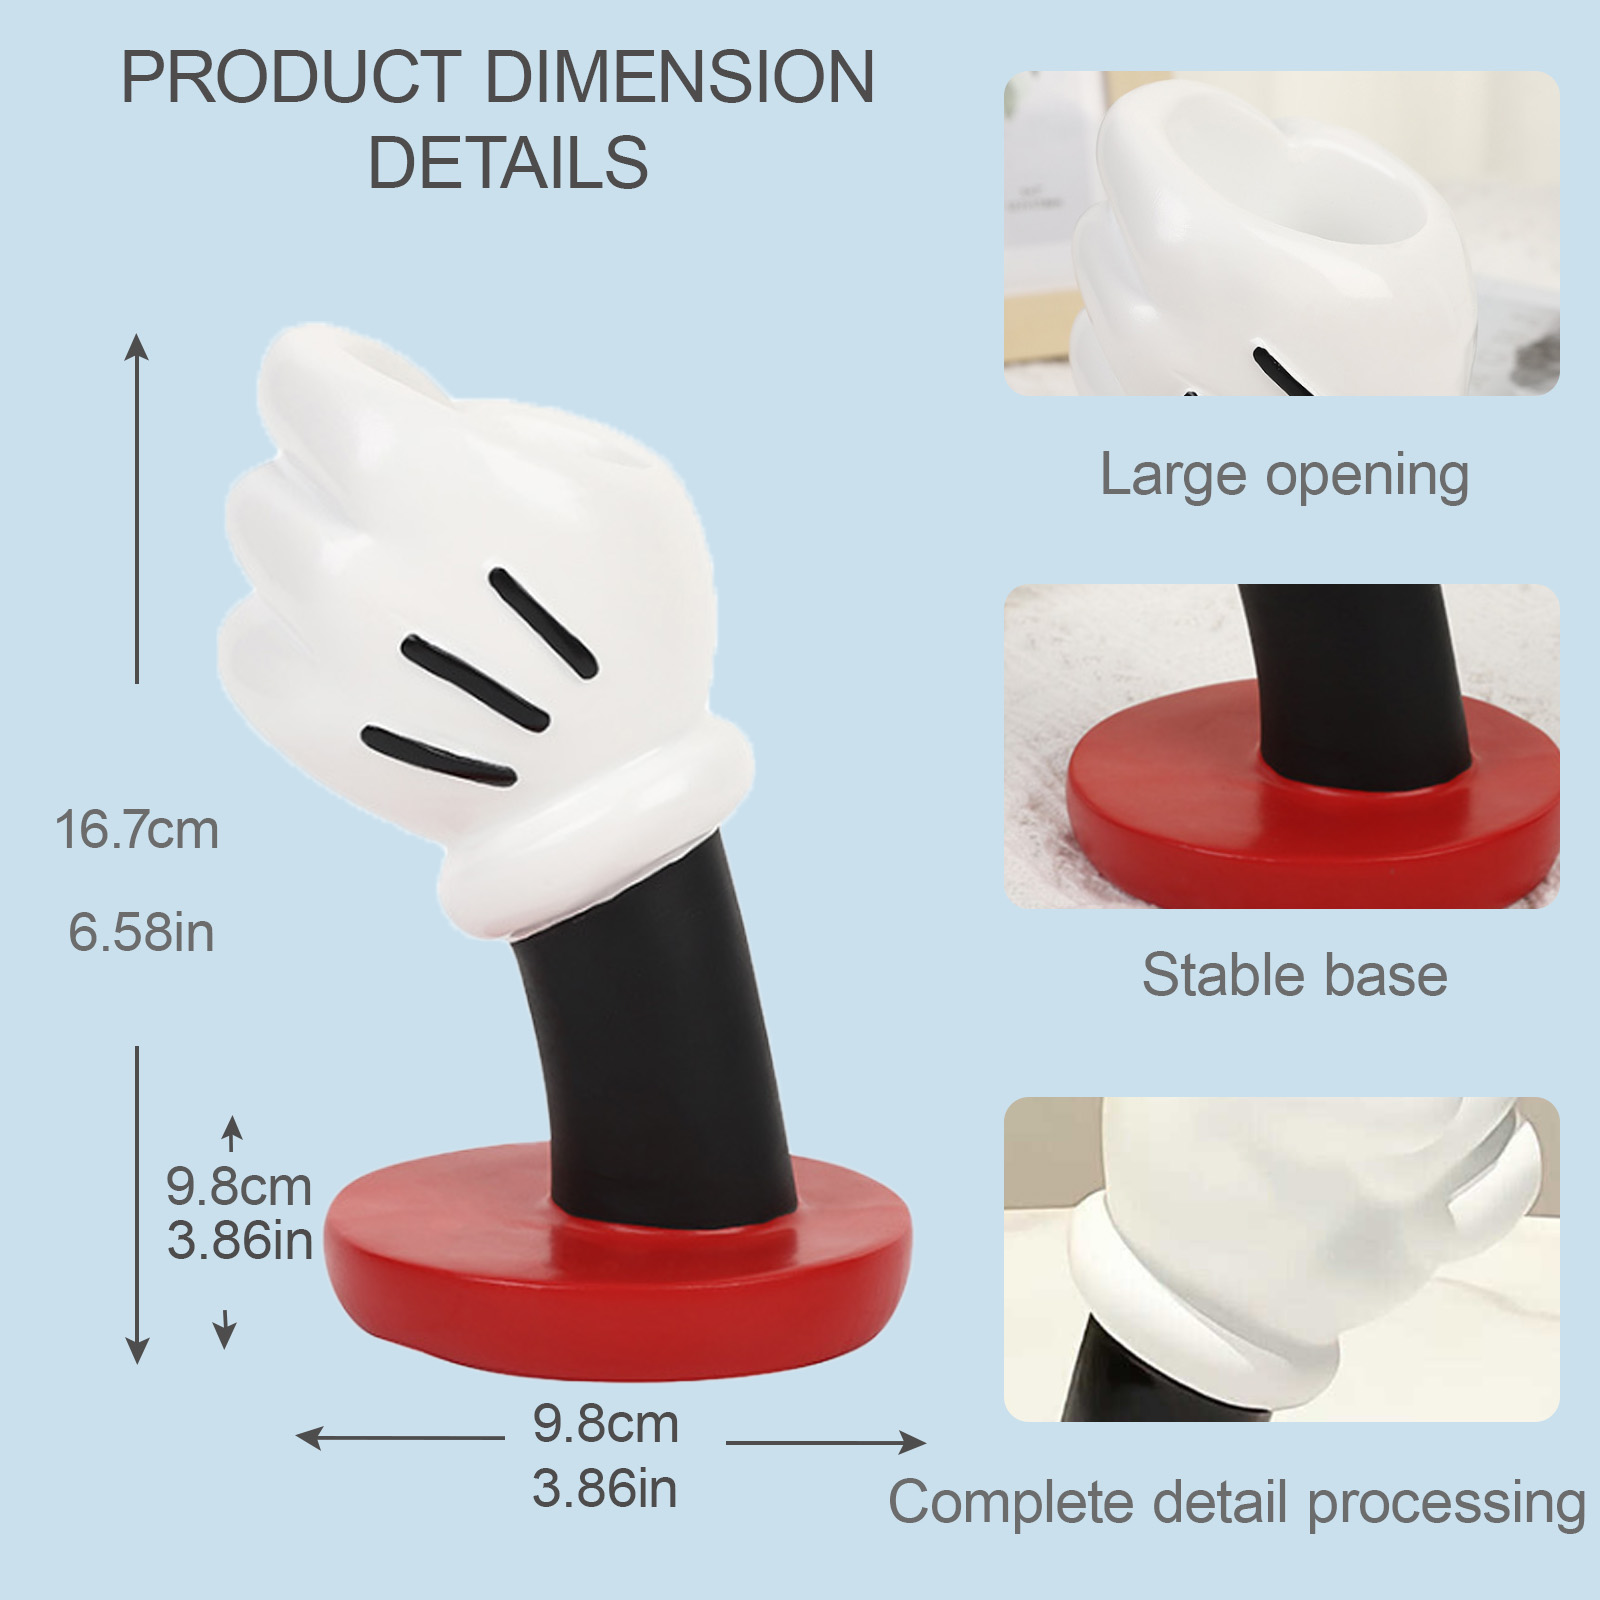 PRODUCT DIMENSION
DETAILS
Large opening
16.7cm
6.58in
Stable base
9.8cm
3.86in
9.8cm
3.86in
Complete detail processing